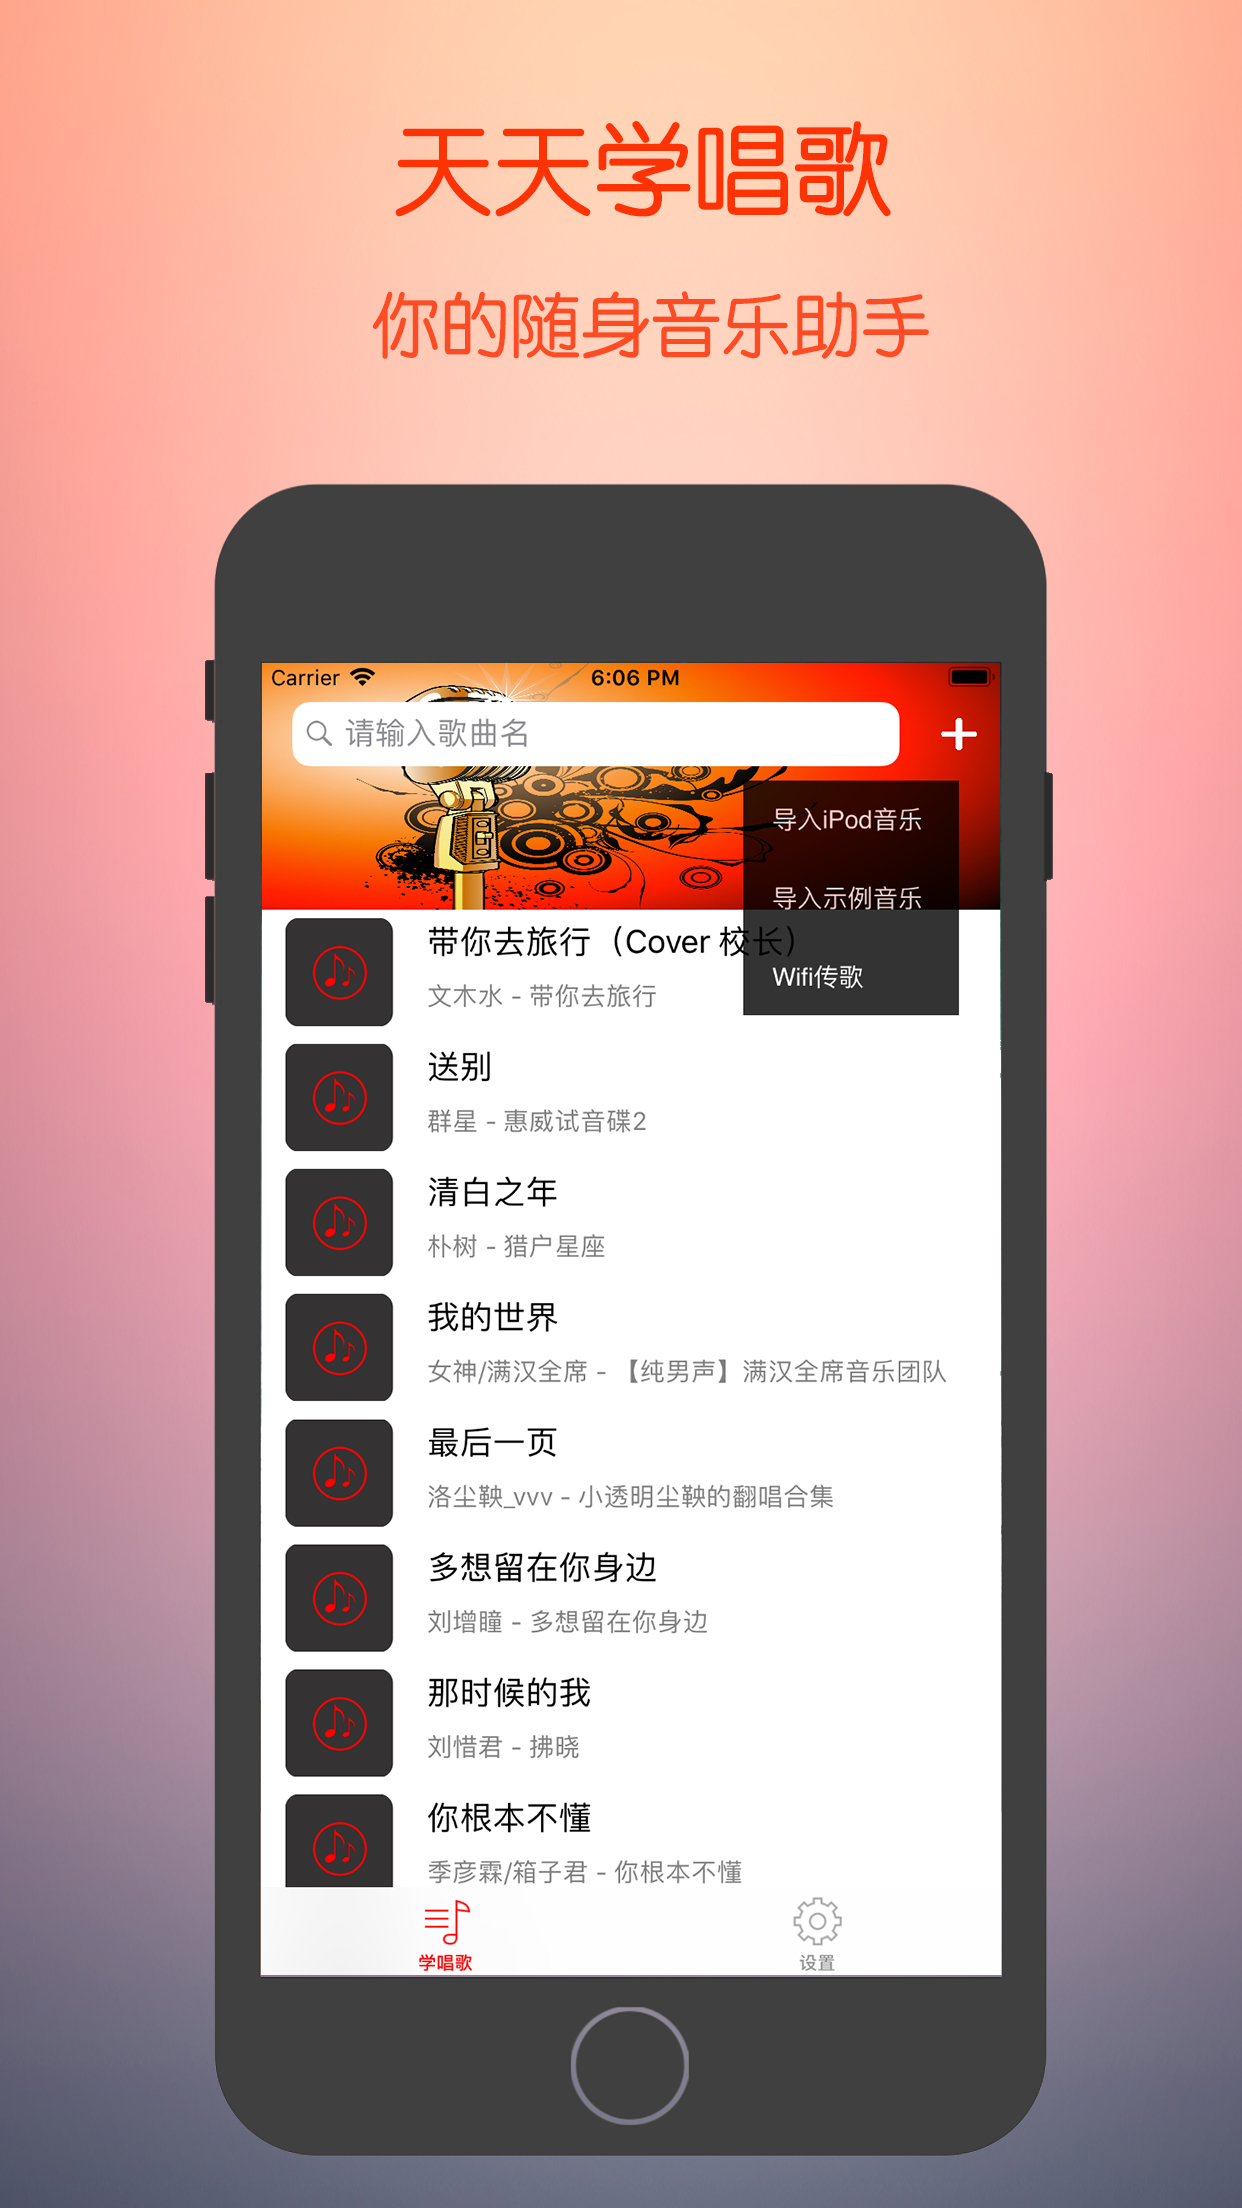 天天学唱歌
你的随身音乐助手
Carrier 6:06 PM
请输入歌曲名
导入iPod音乐
导入示例音乐
Wifi传歌
带你去旅行（Cover 校长）
文木水 - 带你去旅行
送别
群星 - 惠威试音碟2
清白之年
朴树 - 猎户星座
我的世界
女神/满汉全席 - 【纯男声】满汉全席音乐团队
最后一页
洛尘鞅_vvv - 小透明尘鞅的翻唱合集
多想留在你身边
刘增瞳 - 多想留在你身边
那时候的我
刘惜君 - 拂晓
你根本不懂
季彦霖/箱子君 - 你根本不懂
学唱歌
设置